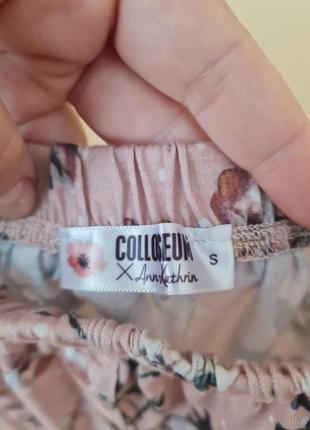 COLLOSEUM
X AnnKathrin
S